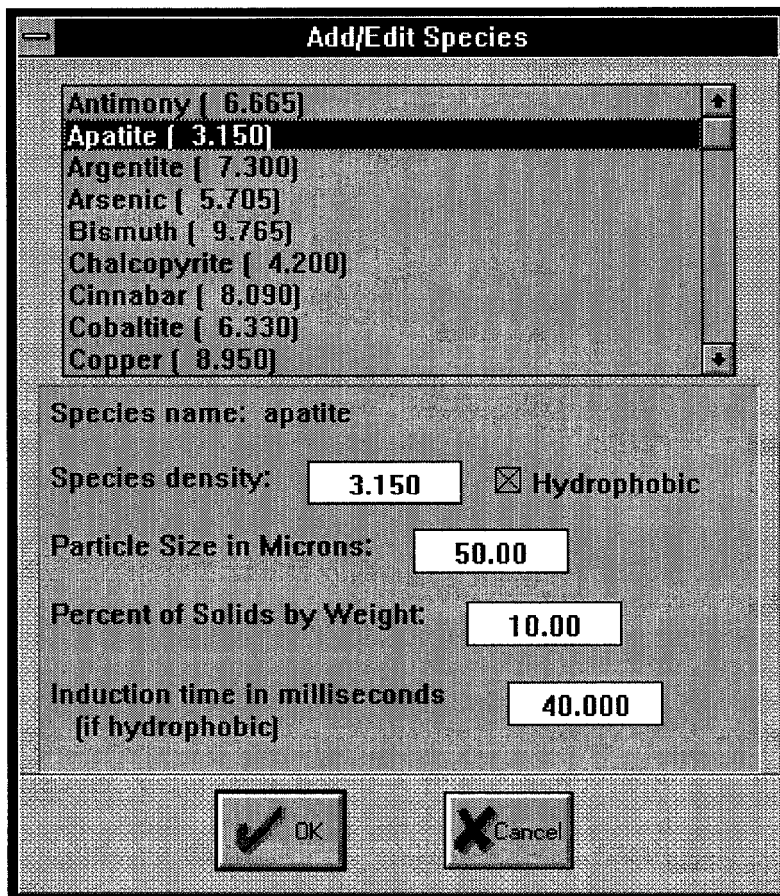 Add/Edit Species
Antimony ( 6.665)
Apatite ( 3.150)
Argentite ( 7.300)
Arsenic ( 5.705)
Bismuth ( 9.765)
Chalcopyrite ( 4.200)
Cinnabar ( 8.090)
Cobaltite ( 6.330)
Copper ( 8.950)
Species name: apatite
Species density: 3.150 Hydrophobic
Particle Size in Microns: 50.00
Percent of Solids by Weight: 10.00
Induction time in milliseconds 40.000
(if hydrophobic)
OK Cancel